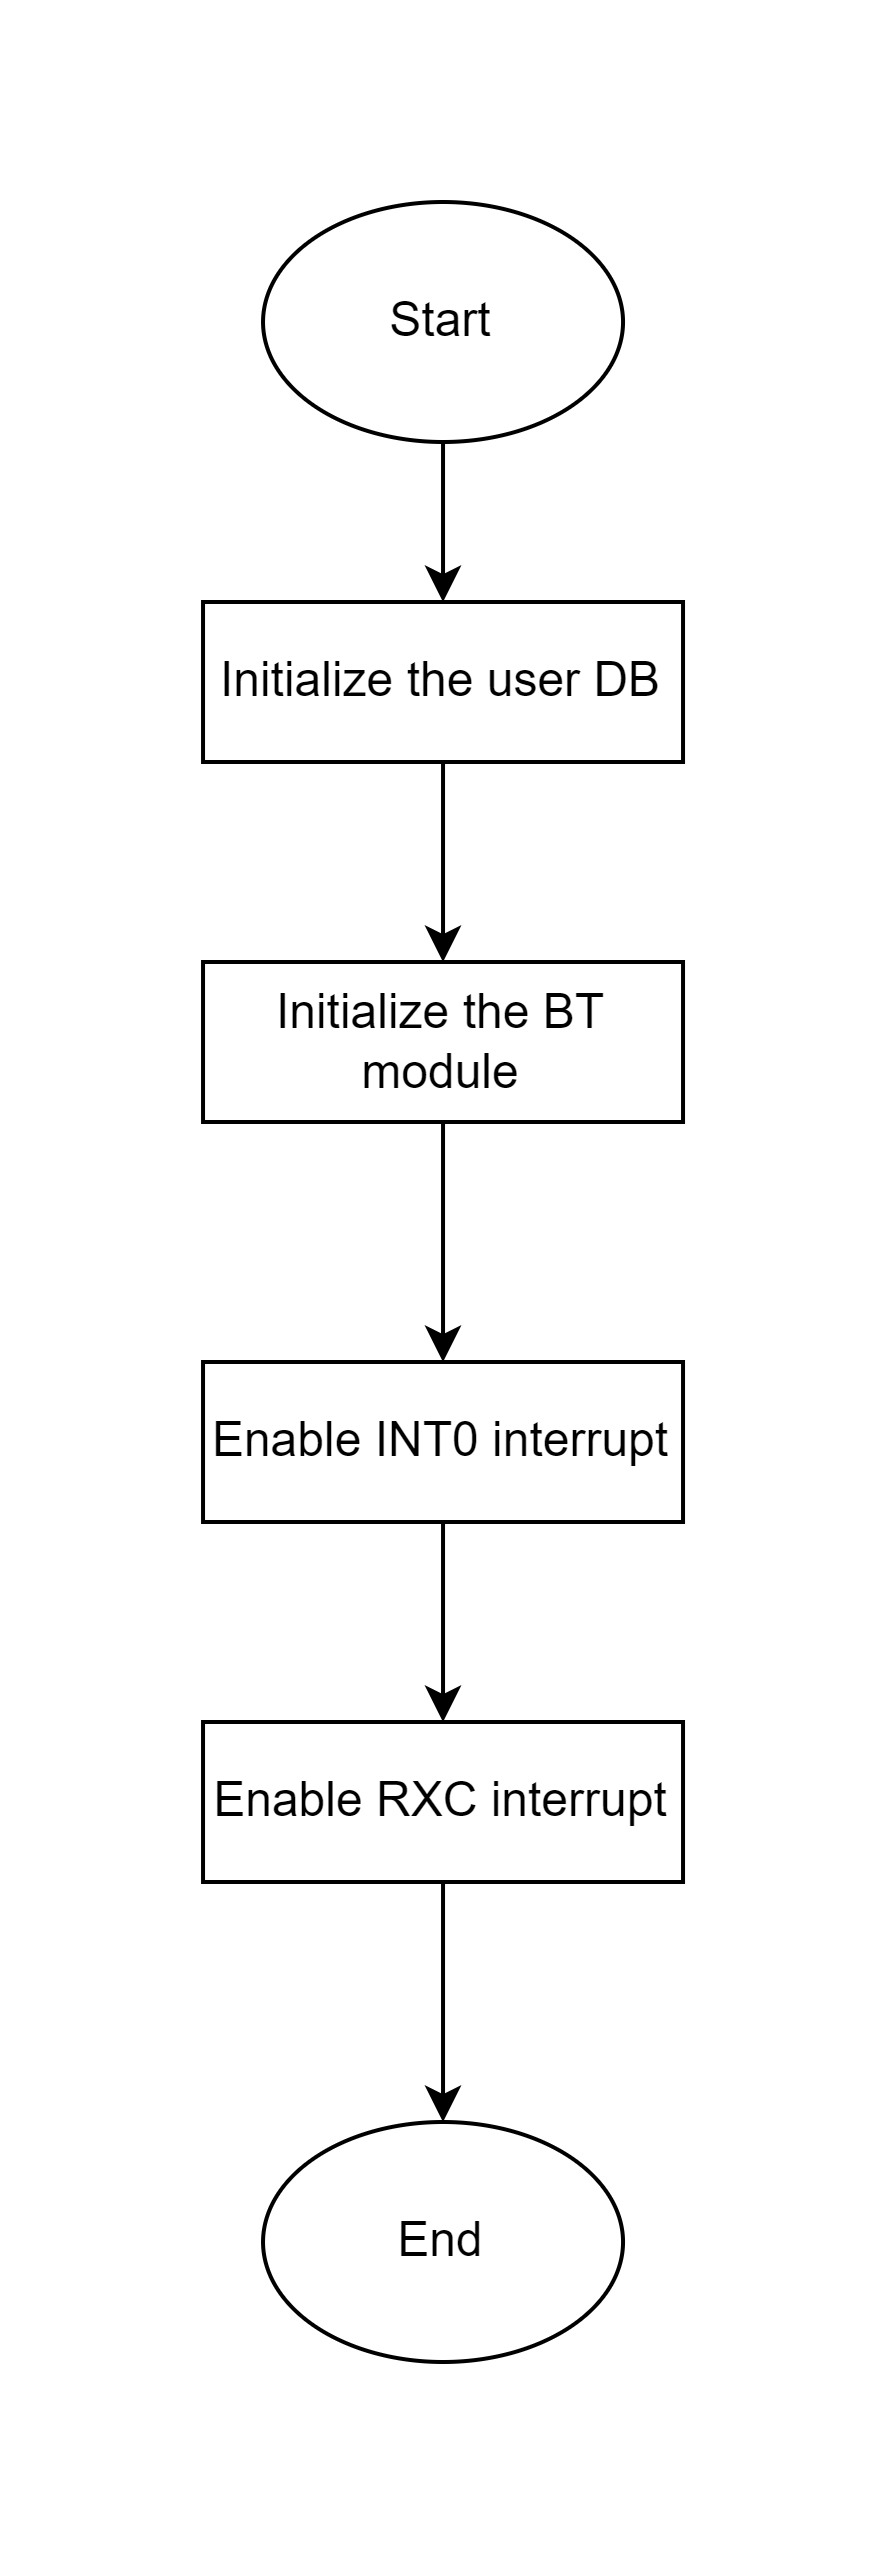 Start
Initialize the user DB
Initialize the BT
module
Enable INT0 interrupt
Enable RXC interrupt
End